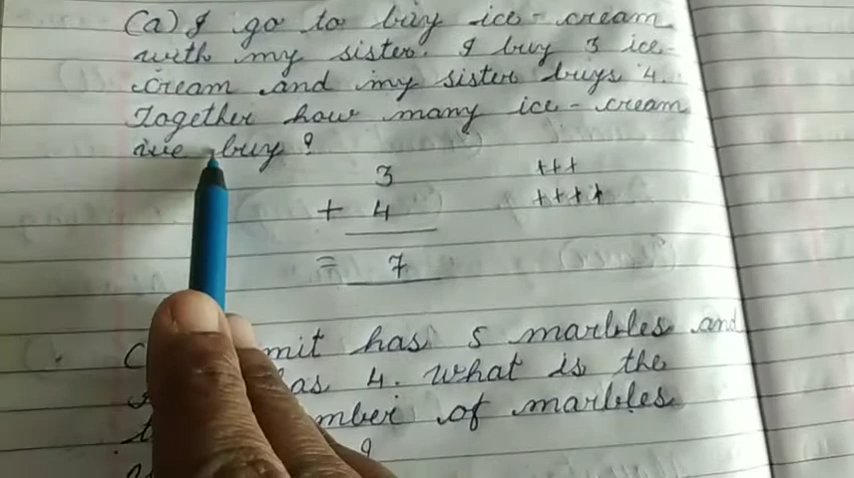 (a) I go to buy ice-cream
with my sister. I buy 3 ice-
cream and my sister buys 4.
Together how many ice-cream
we buy ?
3 +++
+ 4 ++++
= 7
mit has 5 marbles and
has 4. what is the
mber of marbles
?